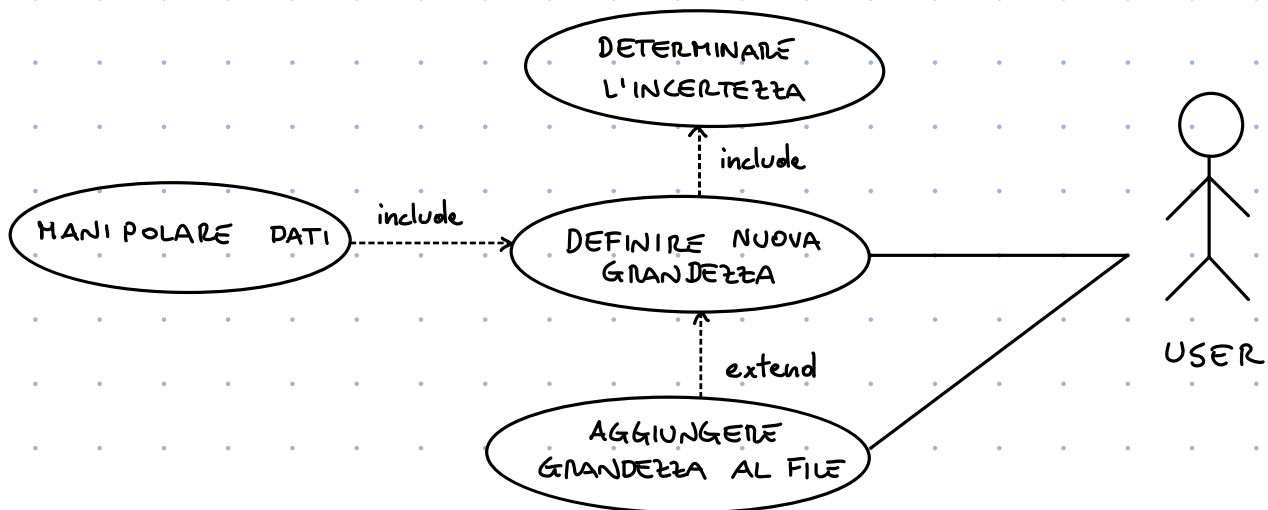 DETERMINARE
L'INCERTEZZA
include
MANIPOLARE DATI
include
DEFINIRE NUOVA
GRANDEZZA
extend
USER
AGGIUNGERE
GRANDEZZA AL FILE